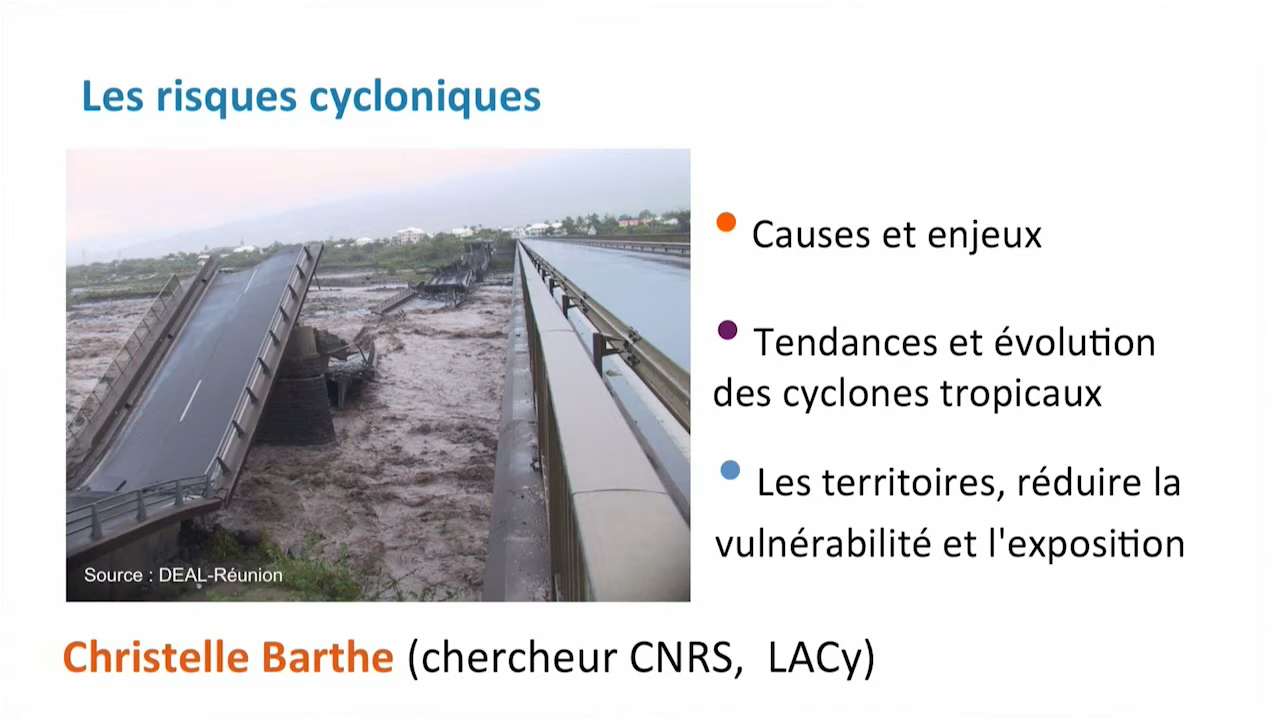 Les risques cycloniques
• Causes et enjeux
• Tendances et évolution
des cyclones tropicaux
• Les territoires, réduire la
vulnérabilité et l'exposition
Source : DEAL-Réunion
Christelle Barthe (chercheur CNRS, LACy)